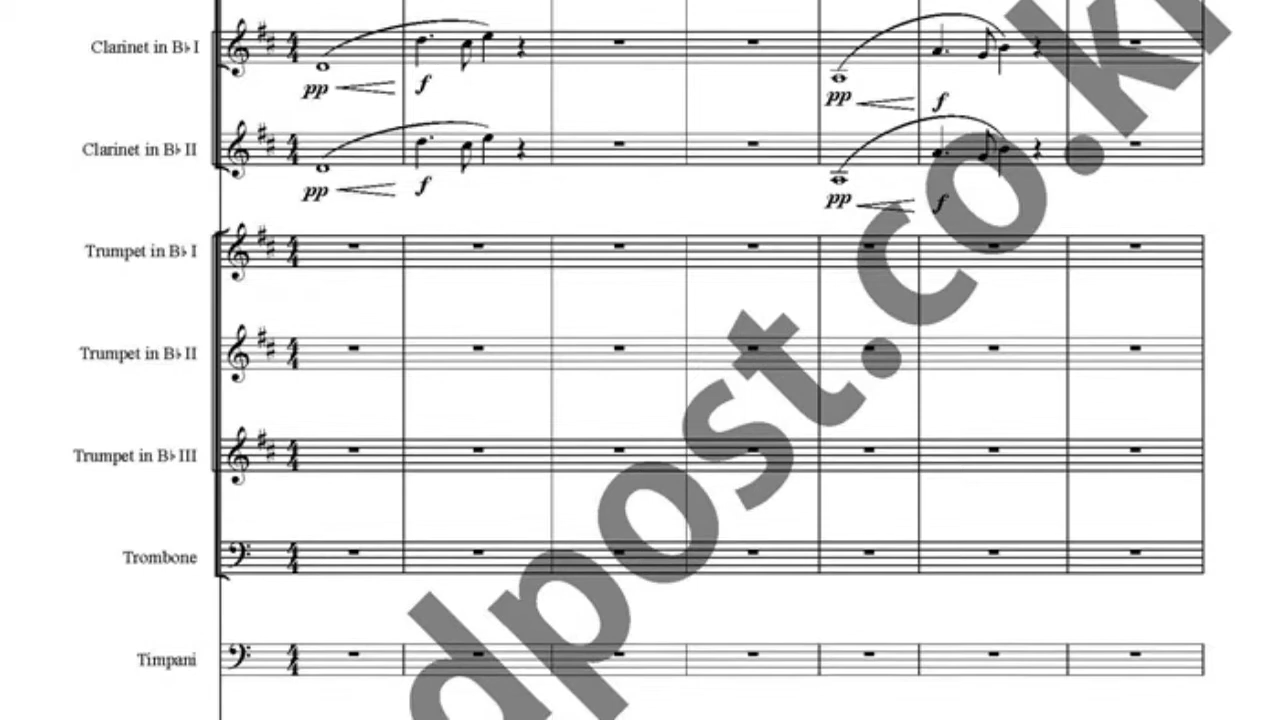 Clarinet in B♭ I
pp f pp f
Clarinet in B♭ II
pp f pp f
Trumpet in B♭ I
Trumpet in B♭ II
Trumpet in B♭ III
Trombone
Timpani
dpost.co.kr